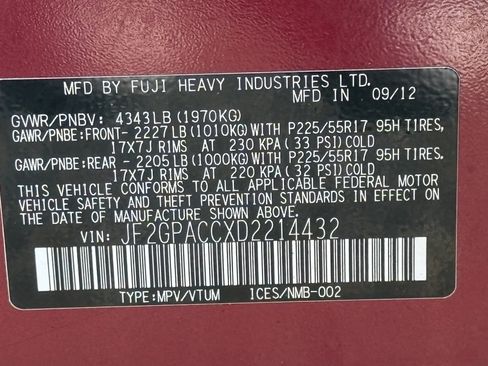 MFD BY FUJI HEAVY INDUSTRIES LTD.
MFD IN 09/12
GVWR/PNBV: 4343LB (1970KG)
GAWR/PNBE:FRONT- 2227LB (1010KG)WITH P225/55R17 95H TIRES,
17X7J RIMS AT 230 KPA (33 PSI)COLD
GAWR/PNBE:REAR - 2205LB (1000KG)WITH P225/55R17 95H TIRES,
17X7J RIMS AT 220 KPA (32 PSI)COLD
THIS VEHICLE CONFORMS TO ALL APPLICABLE FEDERAL MOTOR
VEHICLE SAFETY AND THEFT PREVENTION STANDARDS IN EFFECT ON
THE DATE OF MANUFACTURE SHOWN ABOVE.
VIN: JF2GPACCXD2214432
TYPE:MPV/VTUM ICES/NMB-002